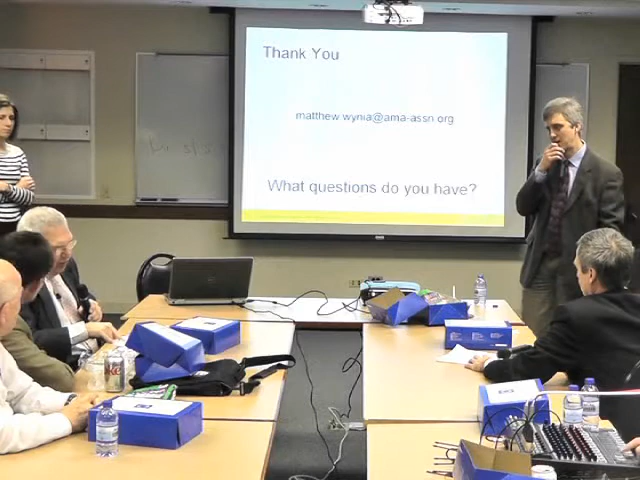 Thank You
matthew.wynia@ama-assn.org
What questions do you have?